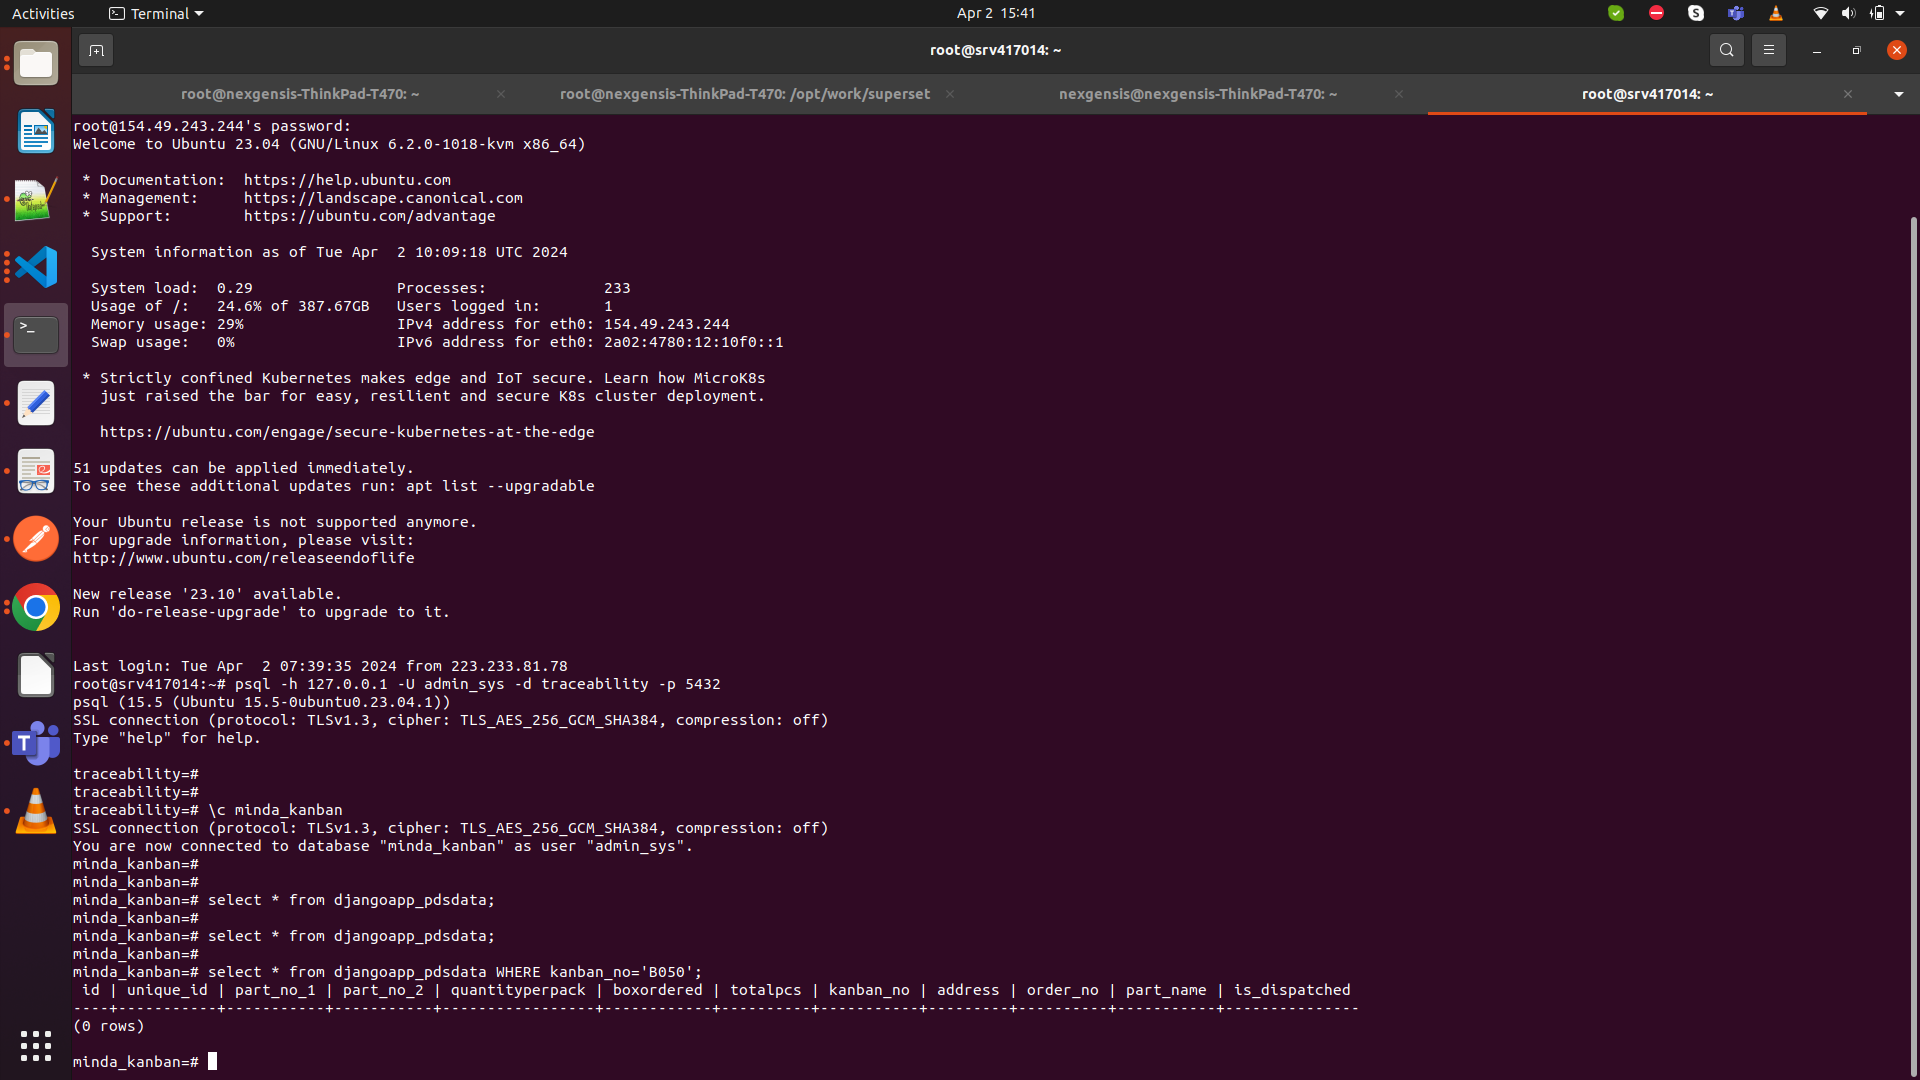 Activities
Terminal
Apr 2 15:41
root@srv417014: ~
root@nexgensis-ThinkPad-T470: ~
root@nexgensis-ThinkPad-T470: /opt/work/superset
nexgensis@nexgensis-ThinkPad-T470: ~
root@srv417014: ~
root@154.49.243.244's password:
Welcome to Ubuntu 23.04 (GNU/Linux 6.2.0-1018-kvm x86_64)
* Documentation:  https://help.ubuntu.com
* Management:     https://landscape.canonical.com
* Support:        https://ubuntu.com/advantage
System information as of Tue Apr  2 10:09:18 UTC 2024
System load:  0.29                Processes:             233
Usage of /:   24.6% of 387.67GB   Users logged in:       1
Memory usage: 29%                 IPv4 address for eth0: 154.49.243.244
Swap usage:   0%                  IPv6 address for eth0: 2a02:4780:12:10f0::1
* Strictly confined Kubernetes makes edge and IoT secure. Learn how MicroK8s
just raised the bar for easy, resilient and secure K8s cluster deployment.
https://ubuntu.com/engage/secure-kubernetes-at-the-edge
51 updates can be applied immediately.
To see these additional updates run: apt list --upgradable
Your Ubuntu release is not supported anymore.
For upgrade information, please visit:
http://www.ubuntu.com/releaseendoflife
New release '23.10' available.
Run 'do-release-upgrade' to upgrade to it.
Last login: Tue Apr  2 07:39:35 2024 from 223.233.81.78
root@srv417014:~# psql -h 127.0.0.1 -U admin_sys -d traceability -p 5432
psql (15.5 (Ubuntu 15.5-0ubuntu0.23.04.1))
SSL connection (protocol: TLSv1.3, cipher: TLS_AES_256_GCM_SHA384, compression: off)
Type "help" for help.
traceability=#
traceability=#
traceability=# \c minda_kanban
SSL connection (protocol: TLSv1.3, cipher: TLS_AES_256_GCM_SHA384, compression: off)
You are now connected to database "minda_kanban" as user "admin_sys".
minda_kanban=#
minda_kanban=#
minda_kanban=# select * from djangoapp_pdsdata;
minda_kanban=#
minda_kanban=# select * from djangoapp_pdsdata;
minda_kanban=#
minda_kanban=# select * from djangoapp_pdsdata WHERE kanban_no='B050';
id | unique_id | part_no_1 | part_no_2 | quantityperpack | boxordered | totalpcs | kanban_no | address | order_no | part_name | is_dispatched
----+-----------+-----------+-----------+-----------------+------------+----------+-----------+---------+----------+-----------+---------------
(0 rows)
minda_kanban=#